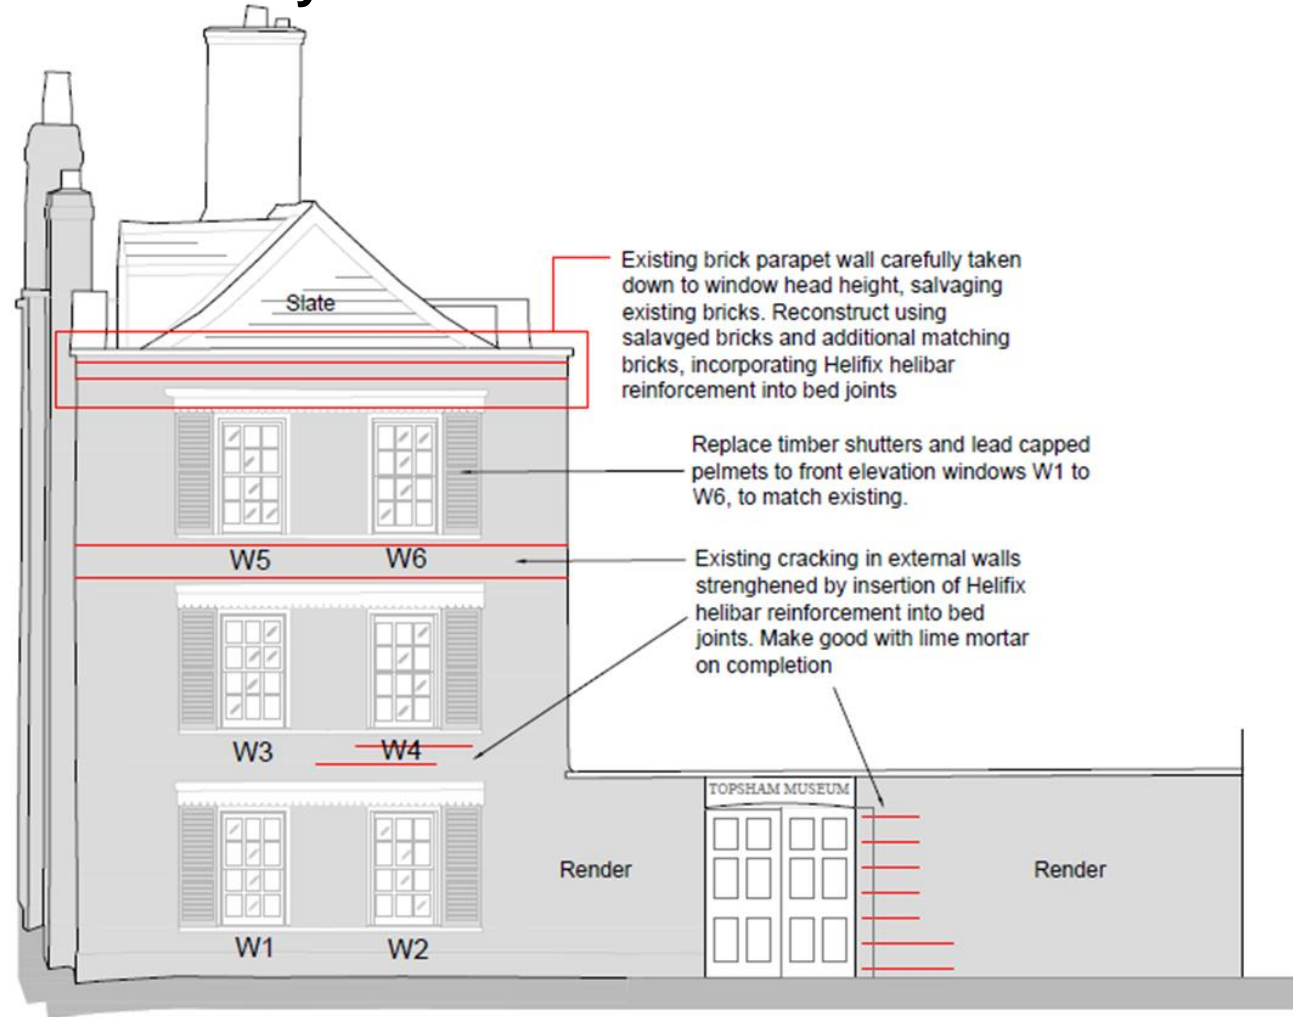 Existing brick parapet wall carefully taken
down to window head height, salvaging
existing bricks. Reconstruct using
salavged bricks and additional matching
bricks, incorporating Helifix helibar
reinforcement into bed joints
Slate
Replace timber shutters and lead capped
pelmets to front elevation windows W1 to
W6, to match existing.
W5 W6
Existing cracking in external walls
strenghened by insertion of Helifix
helibar reinforcement into bed
joints. Make good with lime mortar
on completion
W3 W4
TOPSHAM MUSEUM
Render Render
W1 W2